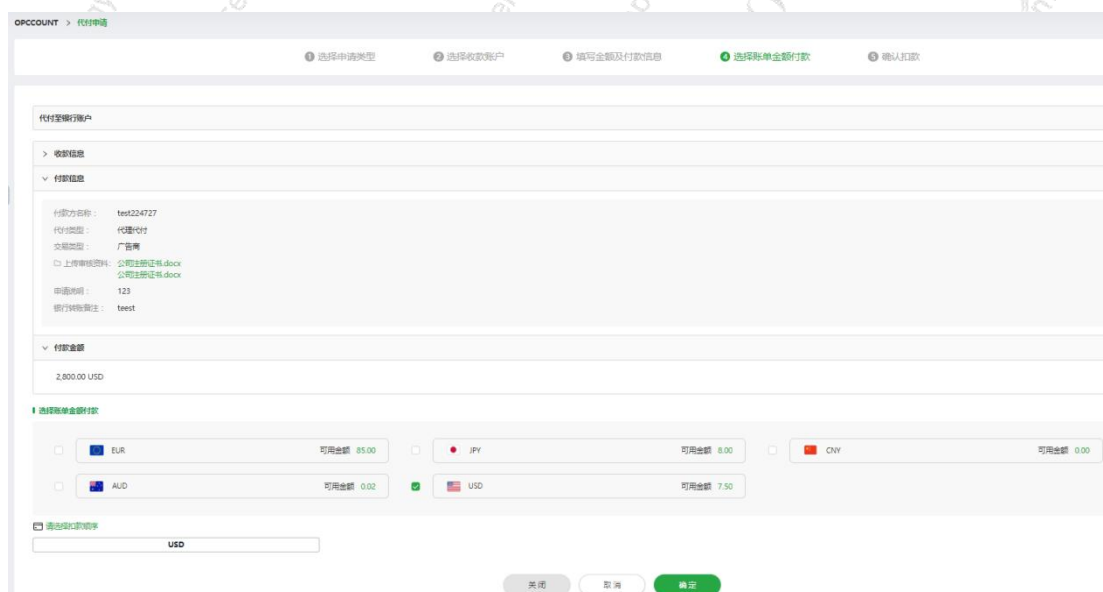 OPCCOUNT > 代付申请
1 选择申请类型 2 选择收款账户 3 填写金额及付款信息 4 选择账单金额付款 5 确认扣款
代付至银行账户
> 收款信息
付款信息
付款方名称: test224727
代付类型: 代理代付
交易类型: 广告商
上传审核资料: 公司注册证书.docx
公司注册证书.docx
申请说明: 123
银行转账备注: teest
付款金额
2,800.00 USD
选择账单金额付款
EUR 可用金额 85.00 JPY 可用金额 8.00 CNY 可用金额 0.00
AUD 可用金额 0.02 USD 可用金额 7.50
请选择扣款顺序
USD
关闭 取消 确定